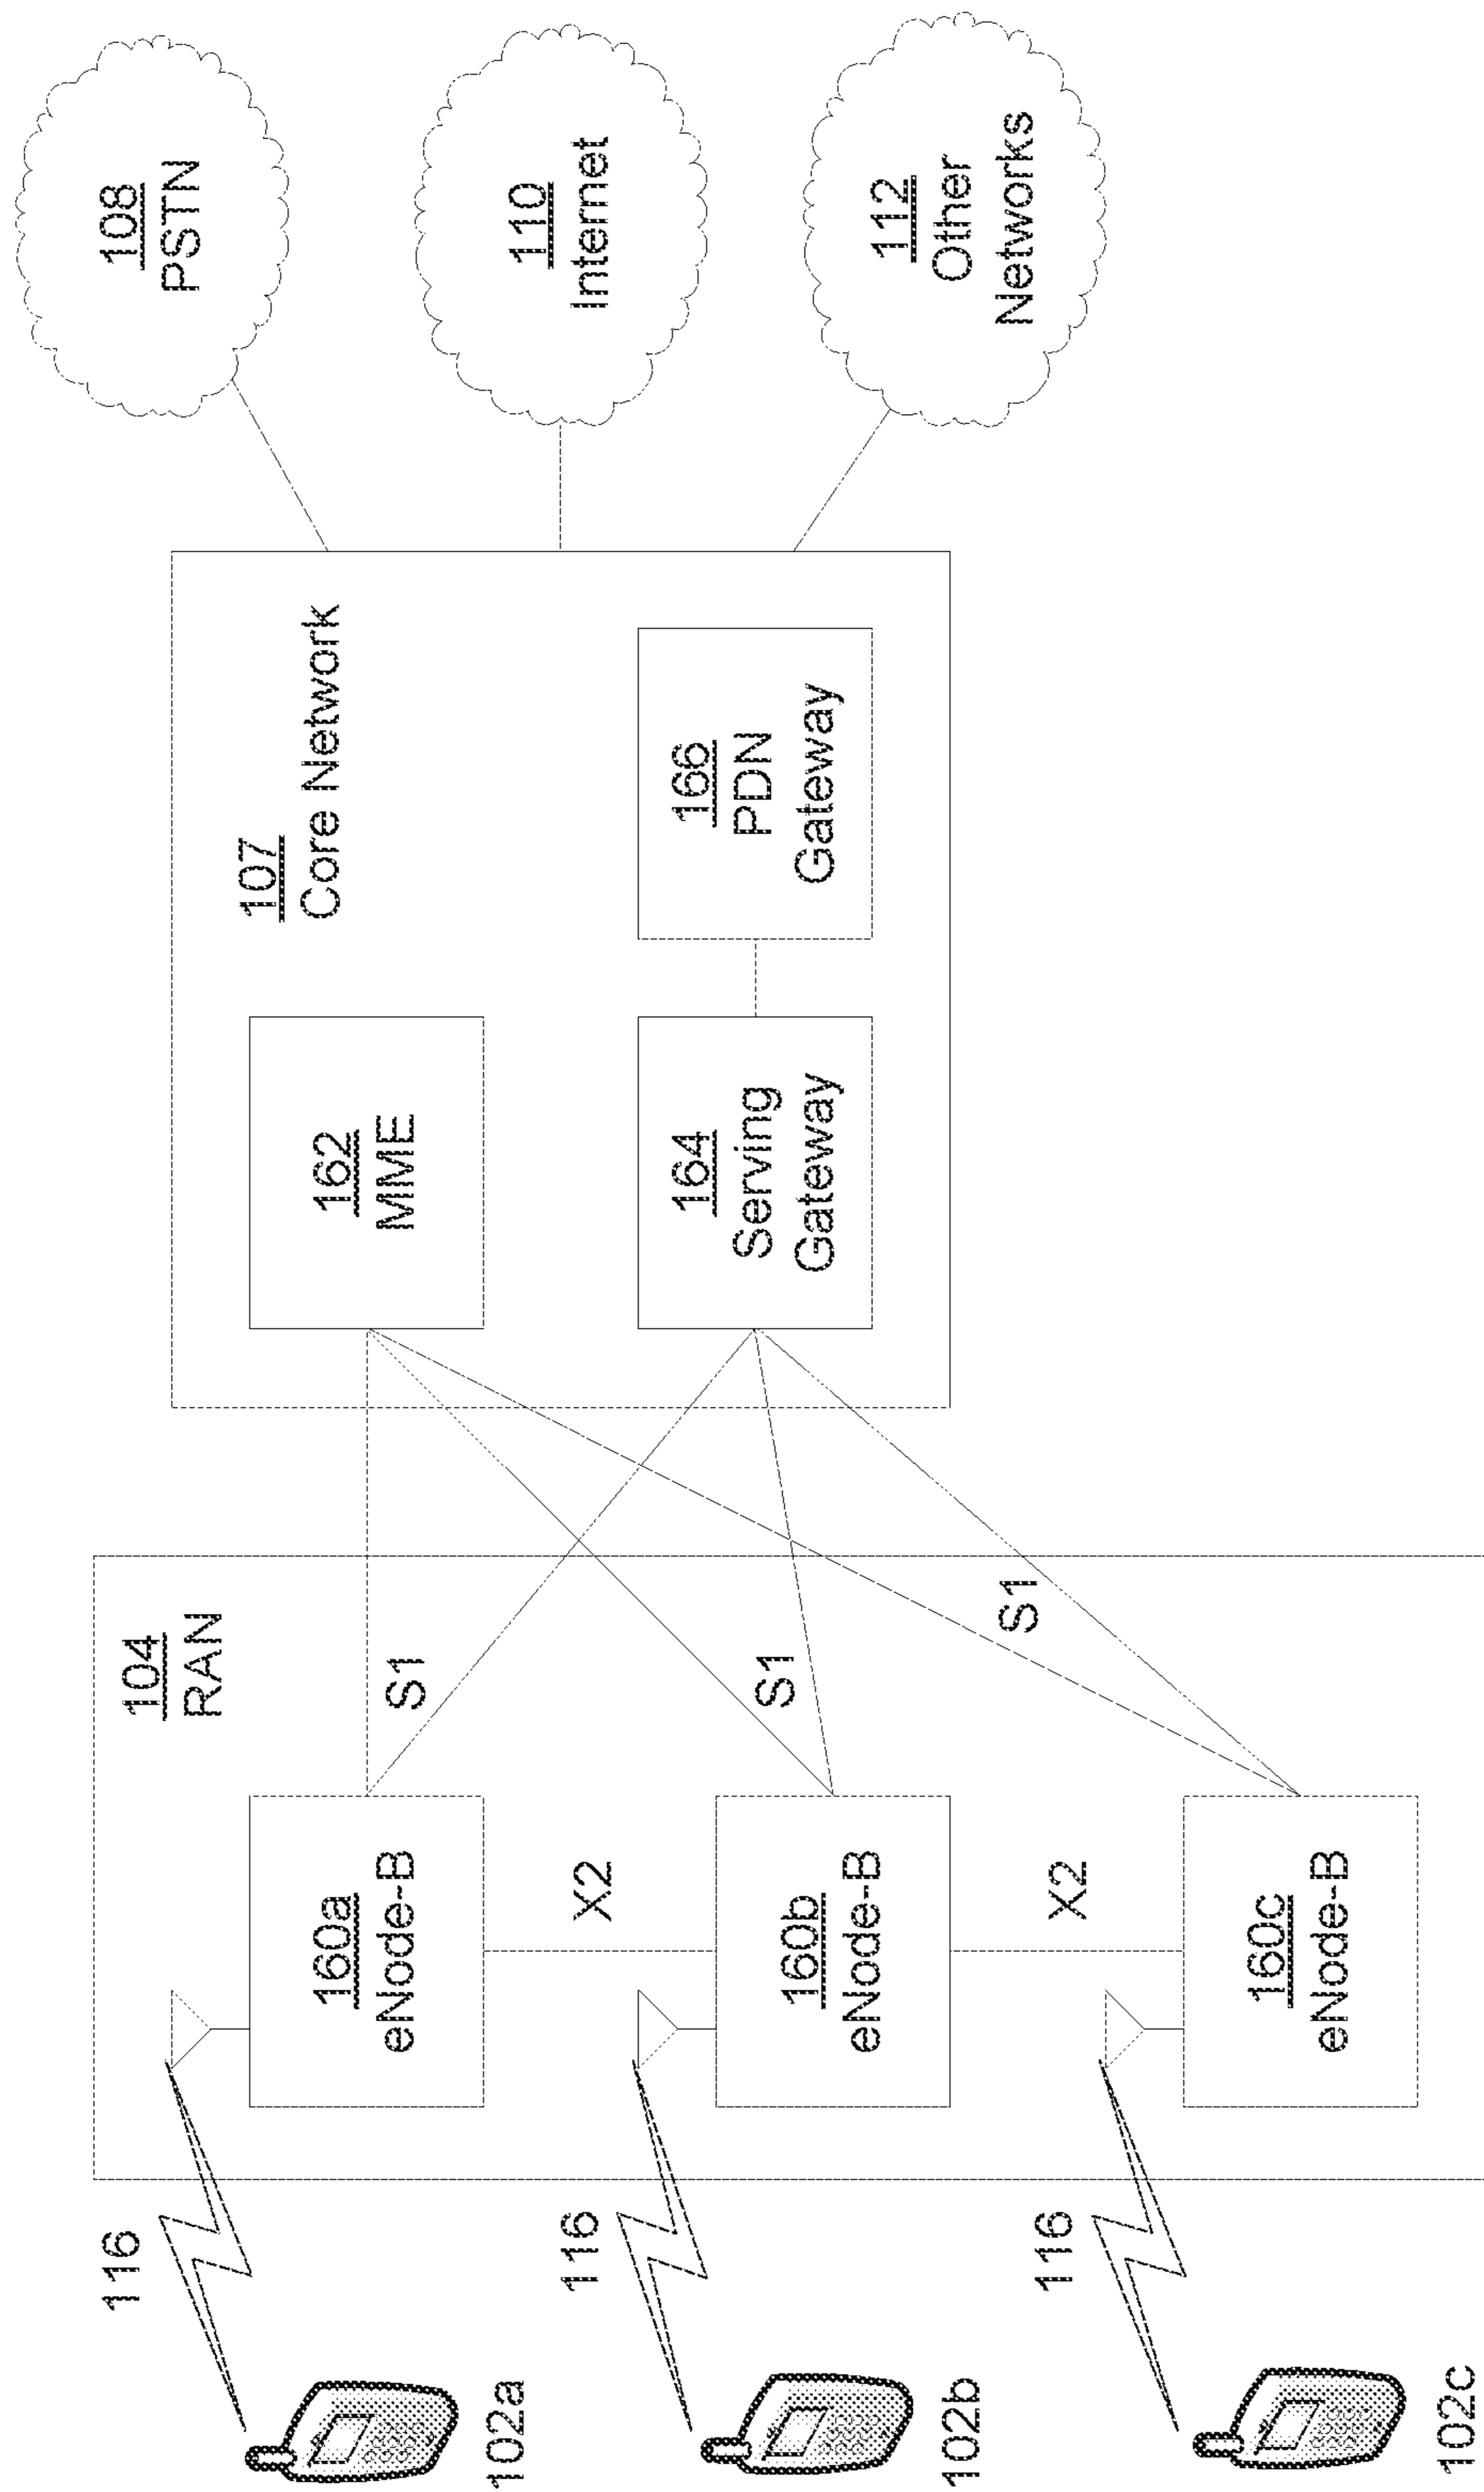 102a
116
104
RAN
160a
eNode-B
S1
X2
102b
116
160b
eNode-B
S1
X2
102c
116
160c
eNode-B
S1
107
Core Network
162
MME
164
Serving
Gateway
166
PDN
Gateway
108
PSTN
110
Internet
112
Other
Networks